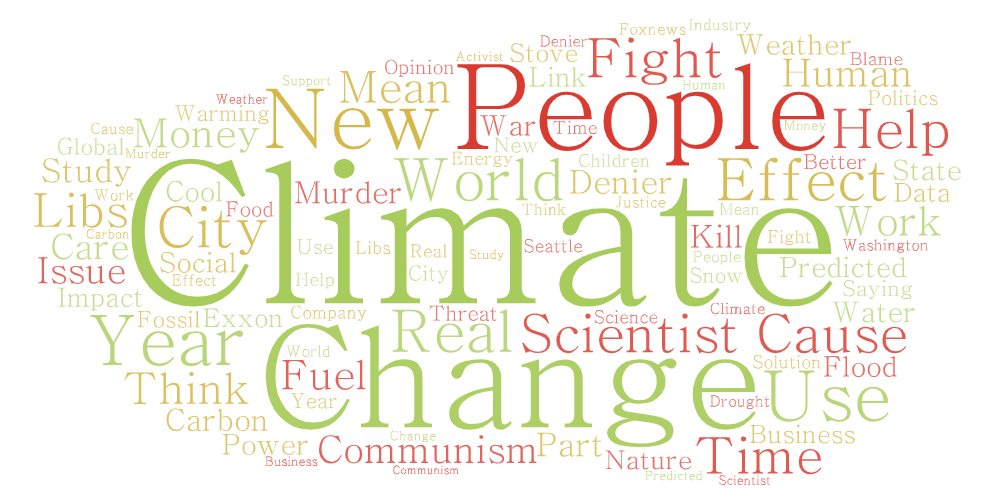 Foxnews Industry
Denier Fight Weather
Activist Stove Blame
Opinion Link Human
Support Mean People Human Politics
Weather New
Warming War Time Money Help
Cause Money New
Global Murder Energy Children Better State
Study World Denier Effect Data
Work Cool Murder Justice
Libs Food Think Mean Work
Carbon City Climate Fight
Care Use Libs Real Study Seattle Kill Washington
Issue Social City People Predicted
Effect Help Snow Saying
Impact Company Threat Science Climate Water
Fossil Exxon
Year Real Scientist Cause
World Solution Flood
Think Fuel Change Use
Year Drought
Carbon
Power Change Part Business
Communism Time
Business Communism Nature Predicted Scientist